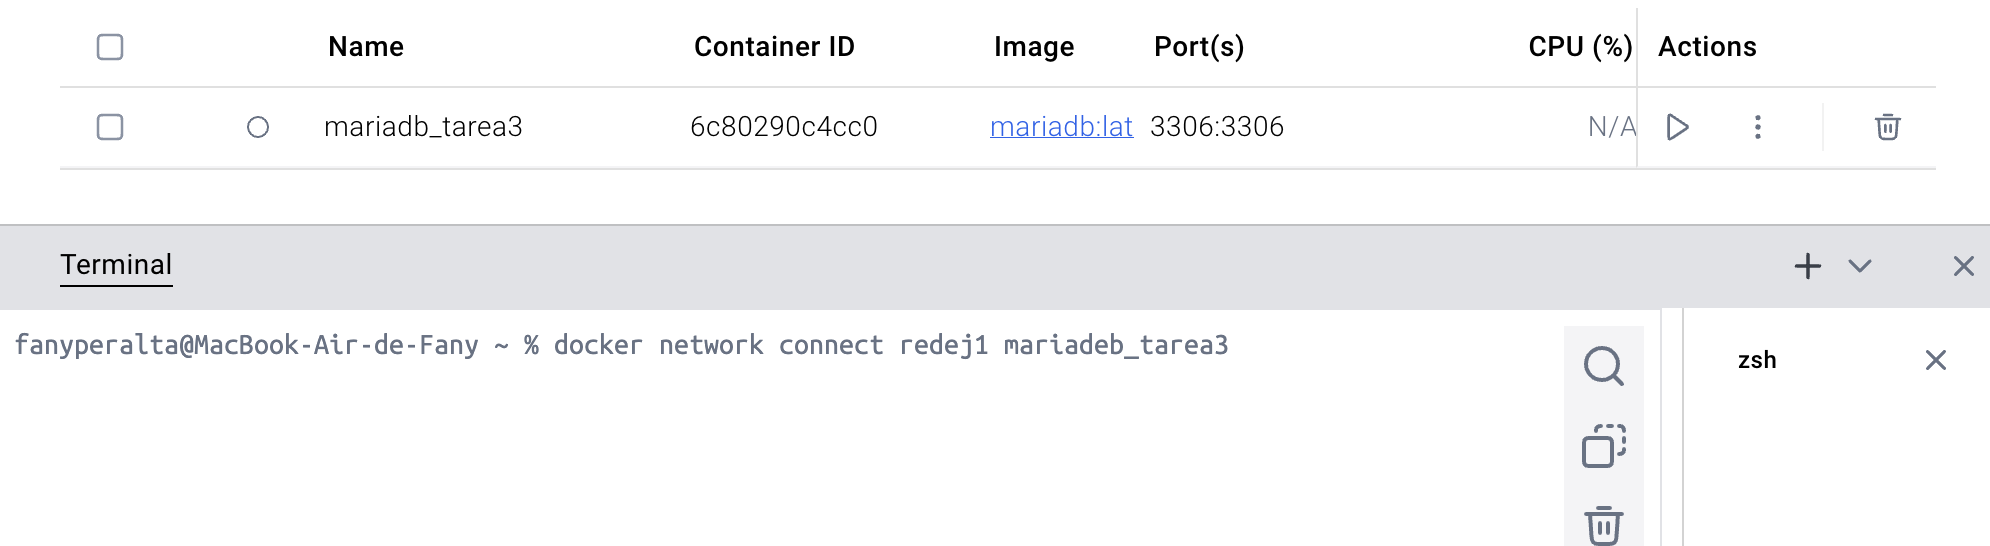 Name Container ID Image Port(s) CPU (%) Actions
mariadb_tarea3 6c80290c4cc0 mariadb:lat 3306:3306 N/A
Terminal
fanyperalta@MacBook-Air-de-Fany ~ % docker network connect redej1 mariadeb_tarea3
zsh